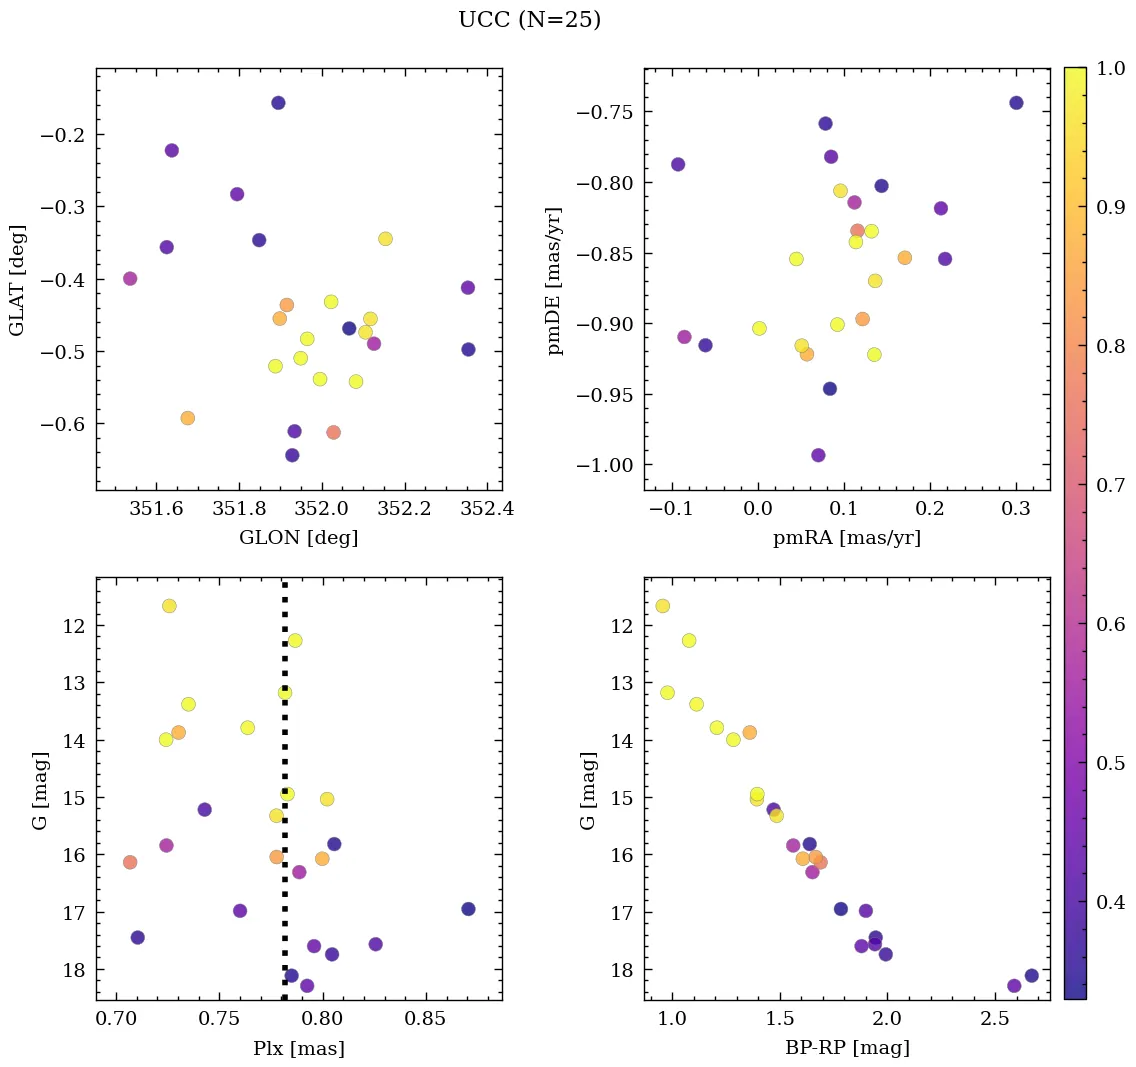 UCC (N=25)
−0.2
−0.3
−0.4
−0.5
−0.6
GLAT [deg]
351.6 351.8 352.0 352.2 352.4
GLON [deg]
−0.75
−0.80
−0.85
−0.90
−0.95
−1.00
pmDE [mas/yr]
−0.1 0.0 0.1 0.2 0.3
pmRA [mas/yr]
12
13
14
15
16
17
18
G [mag]
0.70 0.75 0.80 0.85
Plx [mas]
12
13
14
15
16
17
18
G [mag]
1.0 1.5 2.0 2.5
BP-RP [mag]
1.0
0.9
0.8
0.7
0.6
0.5
0.4